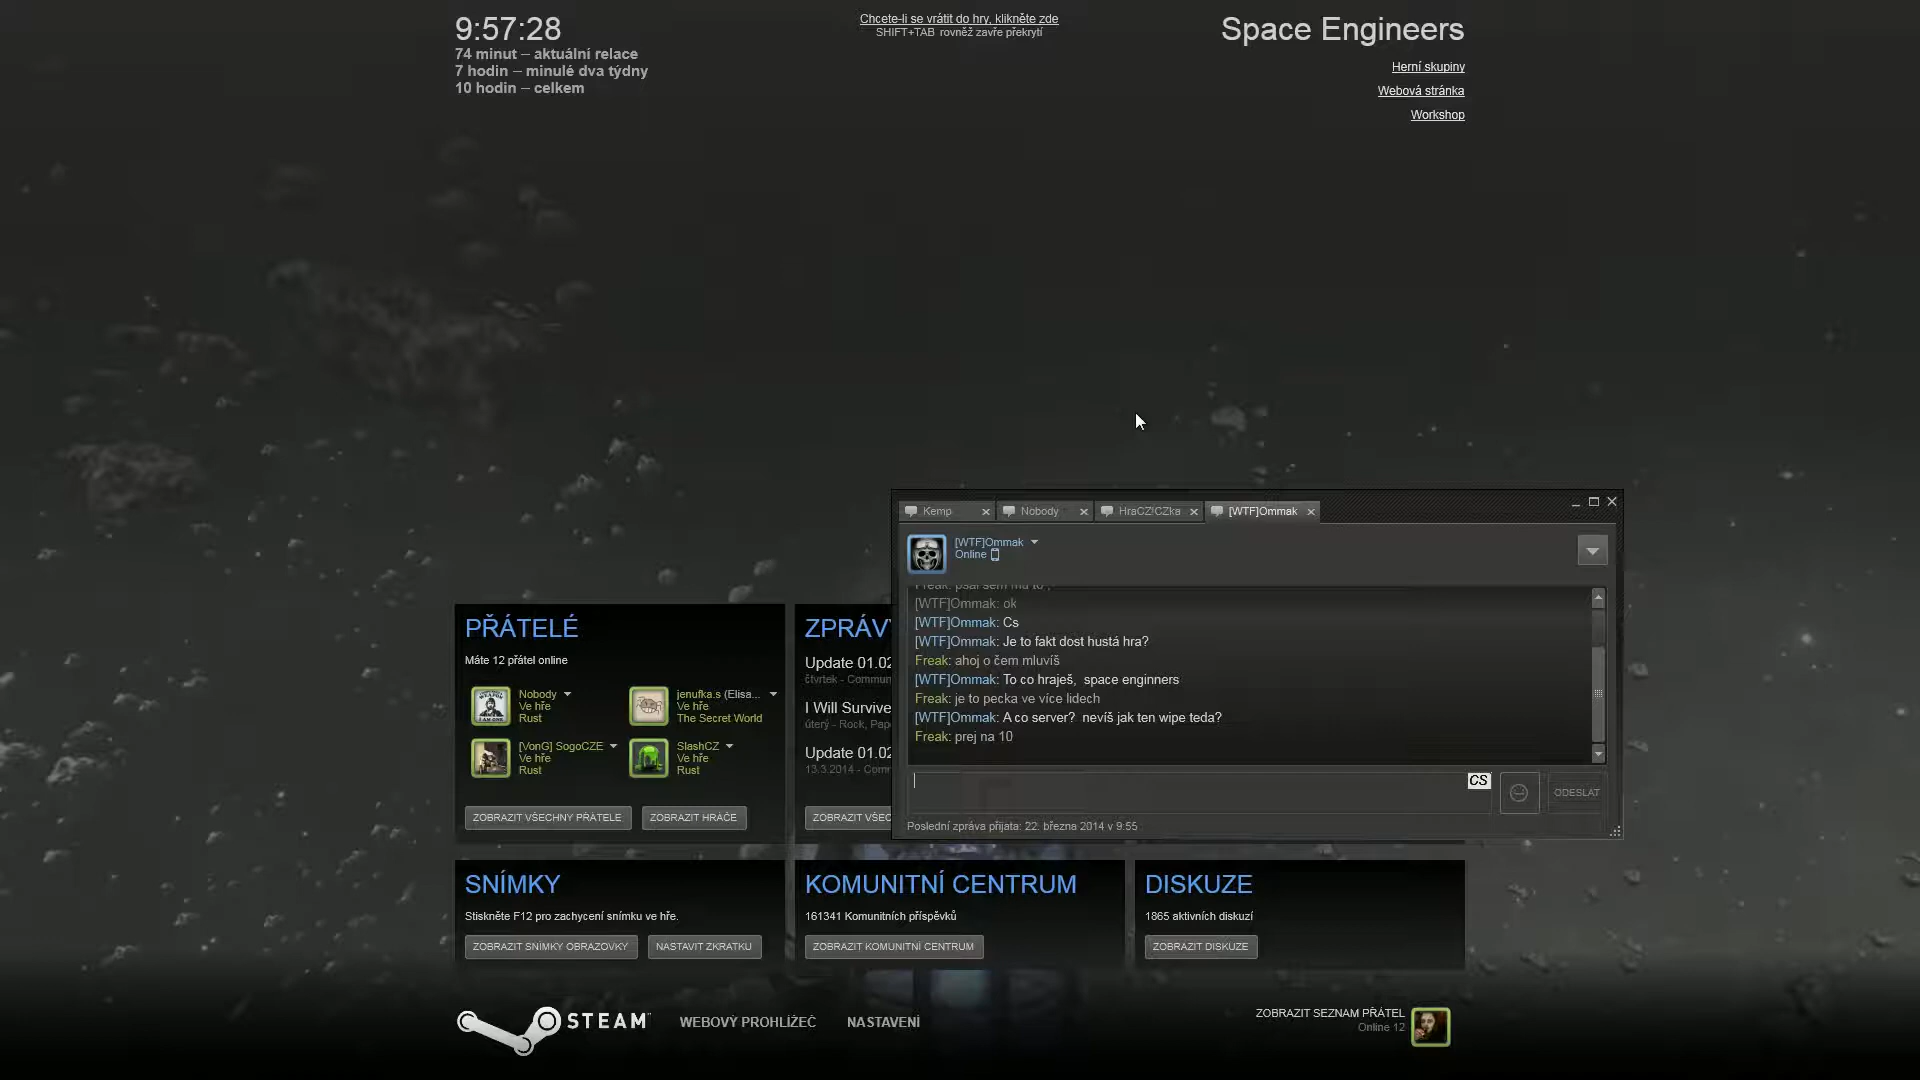 9:57:28
74 minut – aktuální relace
7 hodin – minulé dva týdny
10 hodin – celkem
Chcete-li se vrátit do hry, klikněte zde
SHIFT+TAB rovněž zavře překrytí
Space Engineers
Herní skupiny
Webová stránka
Workshop
Kemp
Nobody
HraCZ!CZka
[WTF]Ommak
[WTF]Ommak
Online
[WTF]Ommak: ok
[WTF]Ommak: Cs
[WTF]Ommak: Je to fakt dost hustá hra?
Freak: ahoj o čem mluvíš
[WTF]Ommak: To co hraješ, space enginners
Freak: je to pecka ve více lidech
[WTF]Ommak: A co server? nevíš jak ten wipe teda?
Freak: prej na 10
CS
ODESLAT
Poslední zpráva přijata: 22. března 2014 v 9:55
PŘÁTELÉ
Máte 12 přátel online
Nobody
Ve hře
Rust
jenufka.s (Elisa...
Ve hře
The Secret World
[VonG] SogoCZE
Ve hře
Rust
SlashCZ
Ve hře
Rust
ZOBRAZIT VŠECHNY PŘÁTELE
ZOBRAZIT HRÁČE
ZPRÁVY
Update 01.02
čtvrtek - Commun
I Will Survive
úterý - Rock, Pap
Update 01.02
13.3.2014 - Comm
ZOBRAZIT VŠEC
SNÍMKY
Stiskněte F12 pro zachycení snímku ve hře.
ZOBRAZIT SNÍMKY OBRAZOVKY
NASTAVIT ZKRATKU
KOMUNITNÍ CENTRUM
161341 Komunitních příspěvků
ZOBRAZIT KOMUNITNÍ CENTRUM
DISKUZE
1865 aktivních diskuzí
ZOBRAZIT DISKUZE
STEAM
WEBOVÝ PROHLÍŽEČ
NASTAVENÍ
ZOBRAZIT SEZNAM PŘÁTEL
Online 12